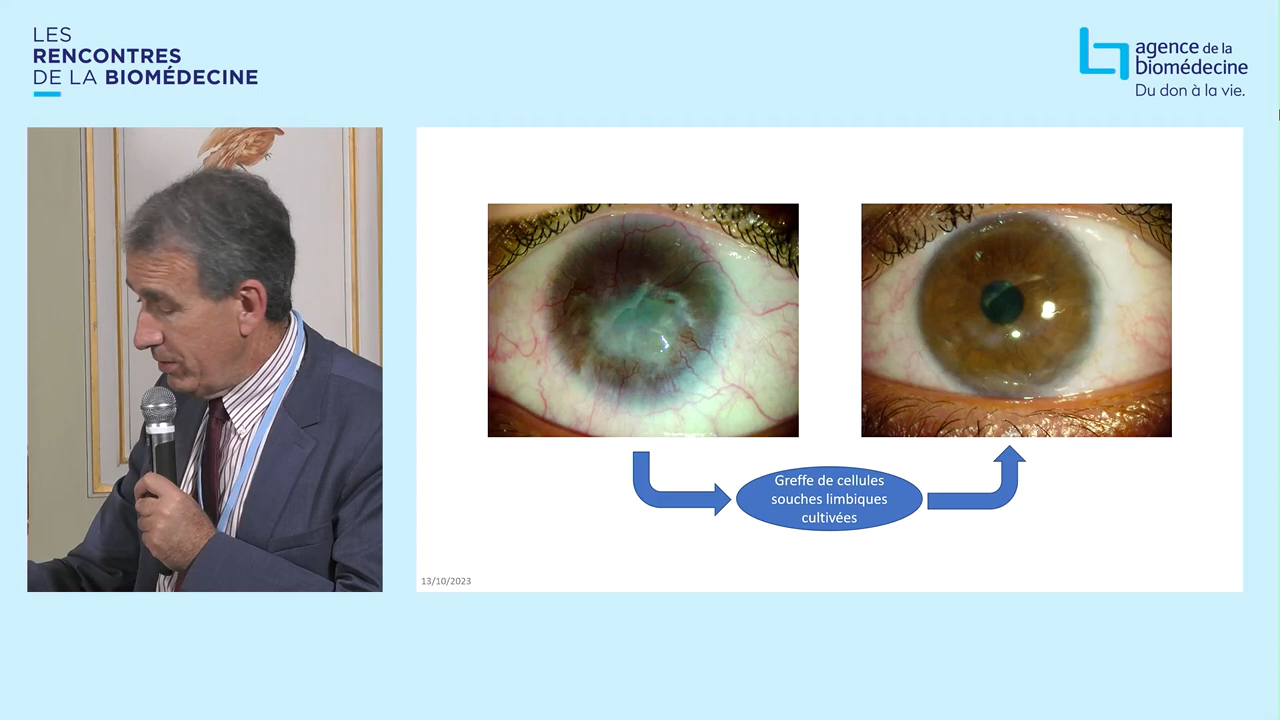 LES
RENCONTRES
DE LA BIOMÉDECINE
agence de la
biomédecine
Du don à la vie.
Greffe de cellules
souches limbiques
cultivées
13/10/2023